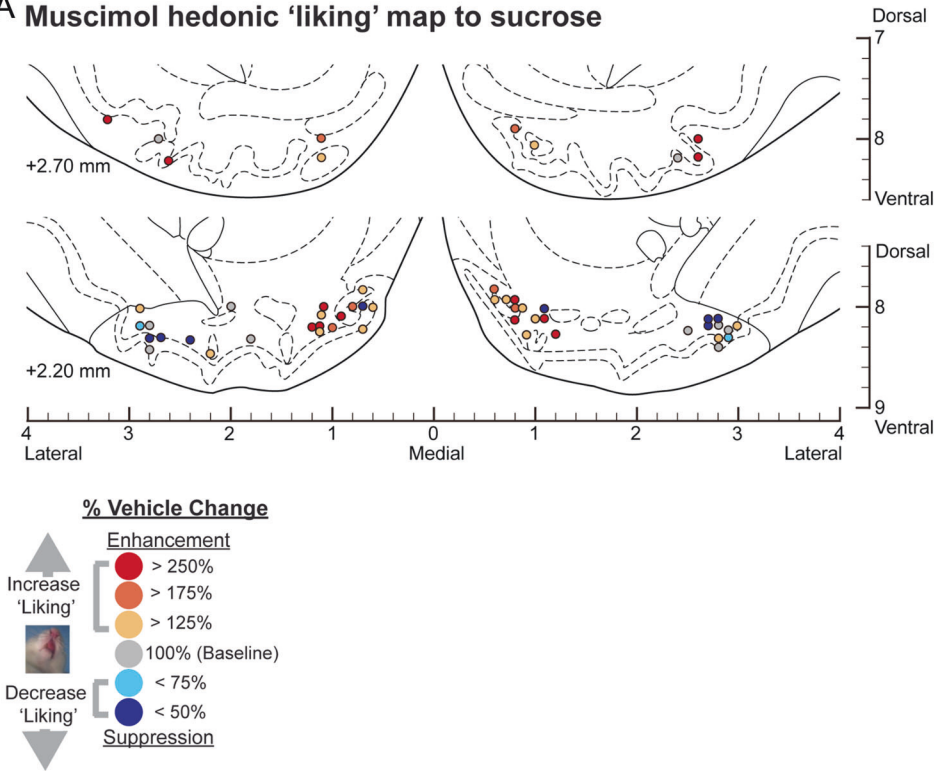 A Muscimol hedonic ‘liking’ map to sucrose
Dorsal
7
8
Ventral
+2.70 mm
Dorsal
8
9
Ventral
+2.20 mm
4 3 2 1 0 1 2 3 4
Lateral Medial Lateral
% Vehicle Change
Enhancement
> 250%
> 175%
> 125%
100% (Baseline)
< 75%
< 50%
Suppression
Increase
‘Liking’
Decrease
‘Liking’